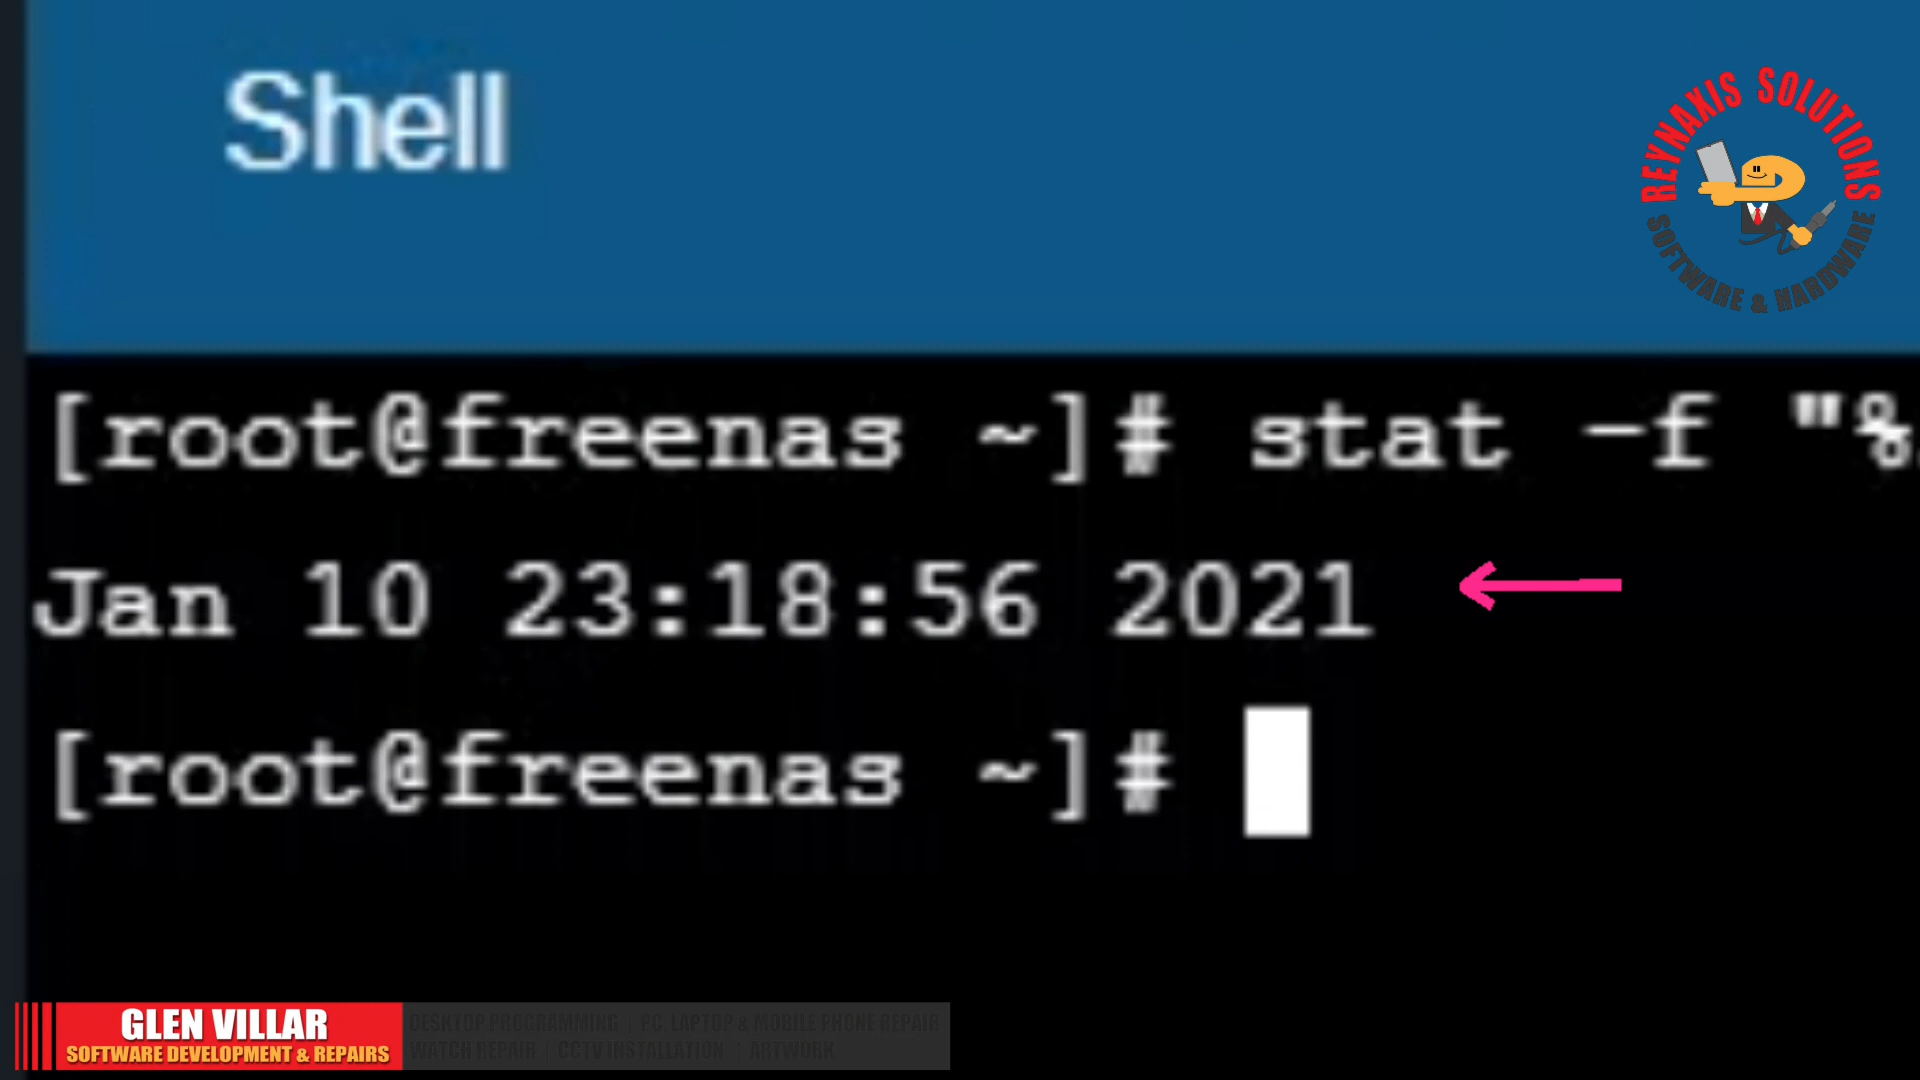 Shell
REYNAXIS SOLUTIONS
SOFTWARE & HARDWARE
[root@freenas ~]# stat -f "%
Jan 10 23:18:56 2021
[root@freenas ~]#
GLEN VILLAR
SOFTWARE DEVELOPMENT & REPAIRS
DESKTOP PROGRAMMING | PC, LAPTOP & MOBILE PHONE REPAIR
WATCH REPAIR | CCTV INSTALLATION | ARTWORK